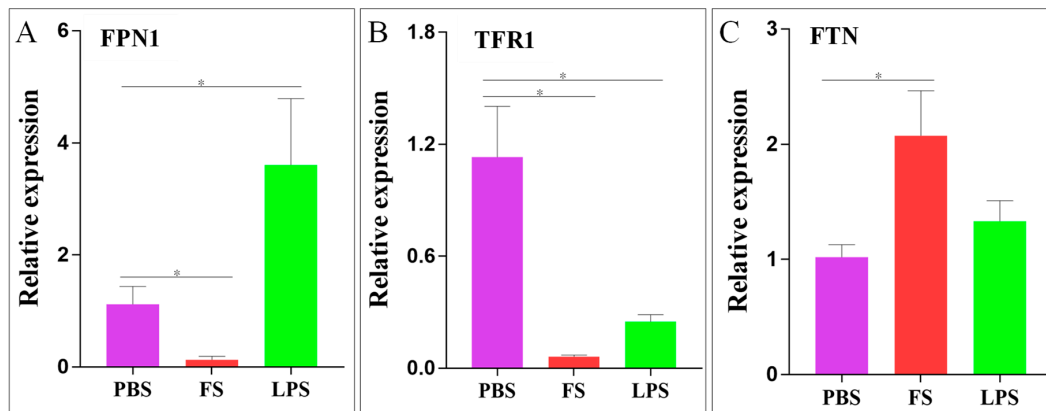 A
FPN1
Relative expression
6
4
2
0
*
*
PBS FS LPS
B
TFR1
Relative expression
1.8
1.2
0.6
0.0
*
*
PBS FS LPS
C
FTN
Relative expression
3
2
1
0
*
PBS FS LPS